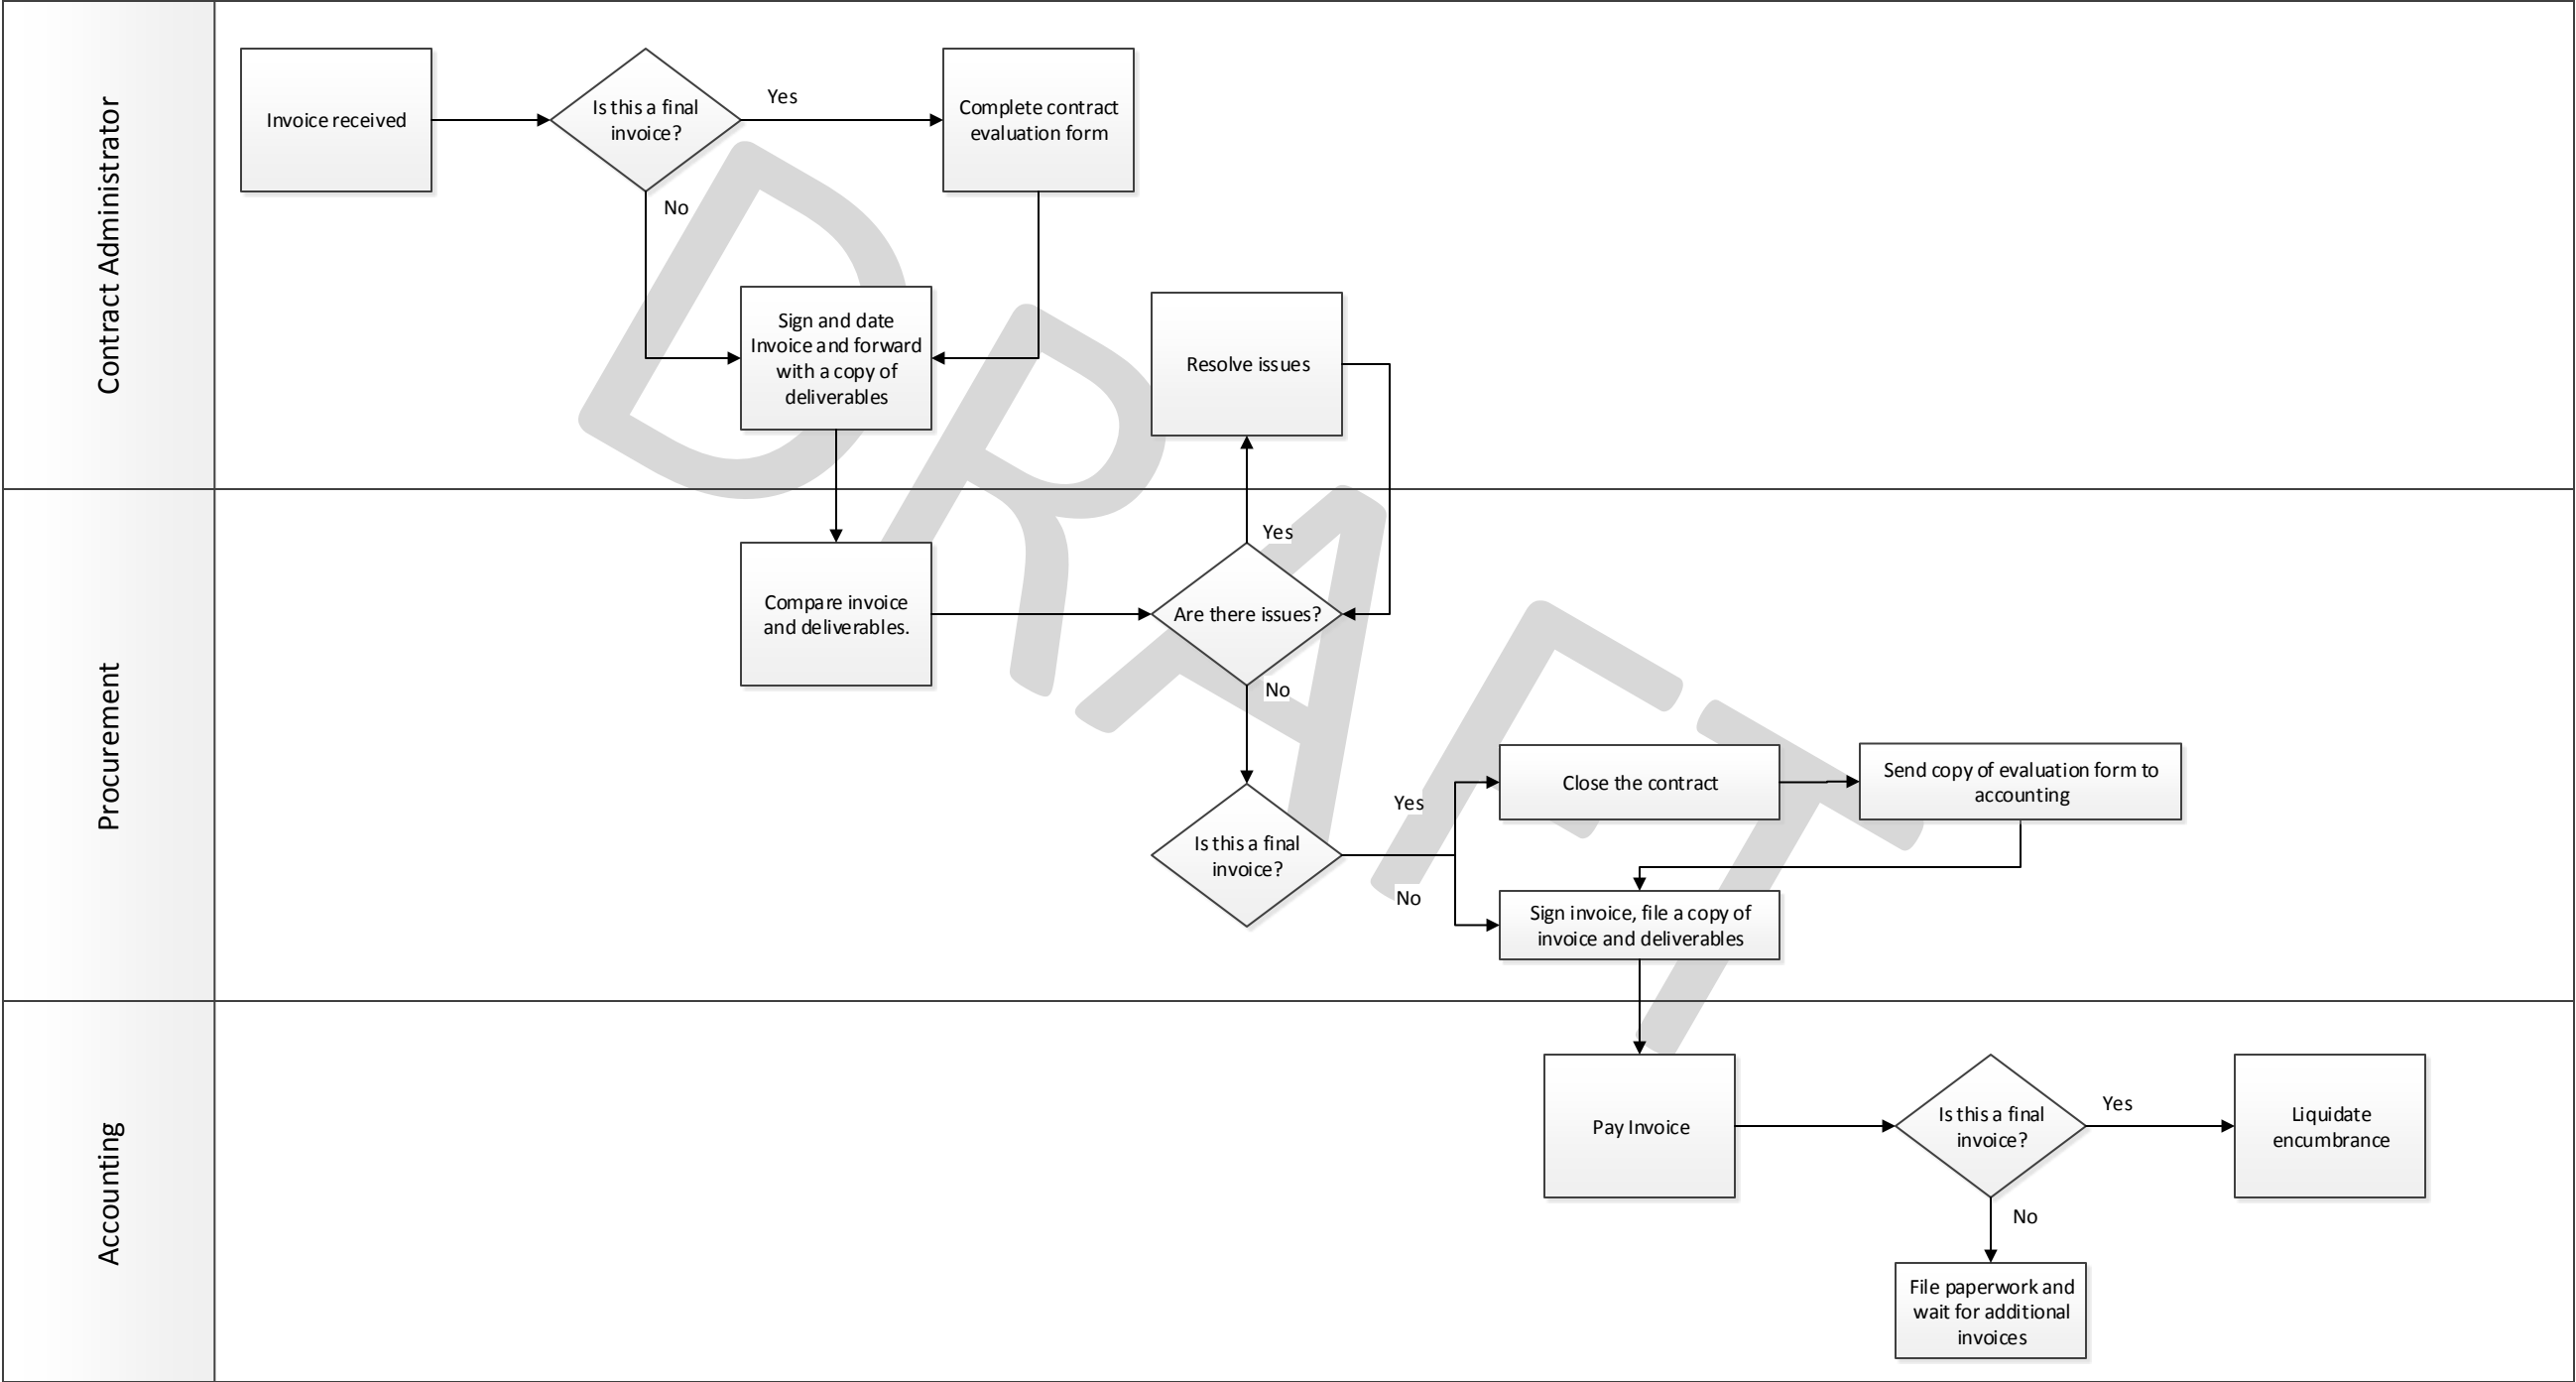 Contract Administrator
Invoice received
Is this a final
invoice?
Yes
No
Complete contract
evaluation form
Sign and date
Invoice and forward
with a copy of
deliverables
Resolve issues
Procurement
Compare invoice
and deliverables.
Are there issues?
Yes
No
Is this a final
invoice?
Yes
No
Close the contract
Send copy of evaluation form to
accounting
Sign invoice, file a copy of
invoice and deliverables
Accounting
Pay Invoice
Is this a final
invoice?
Yes
No
Liquidate
encumbrance
File paperwork and
wait for additional
invoices
DRAFT